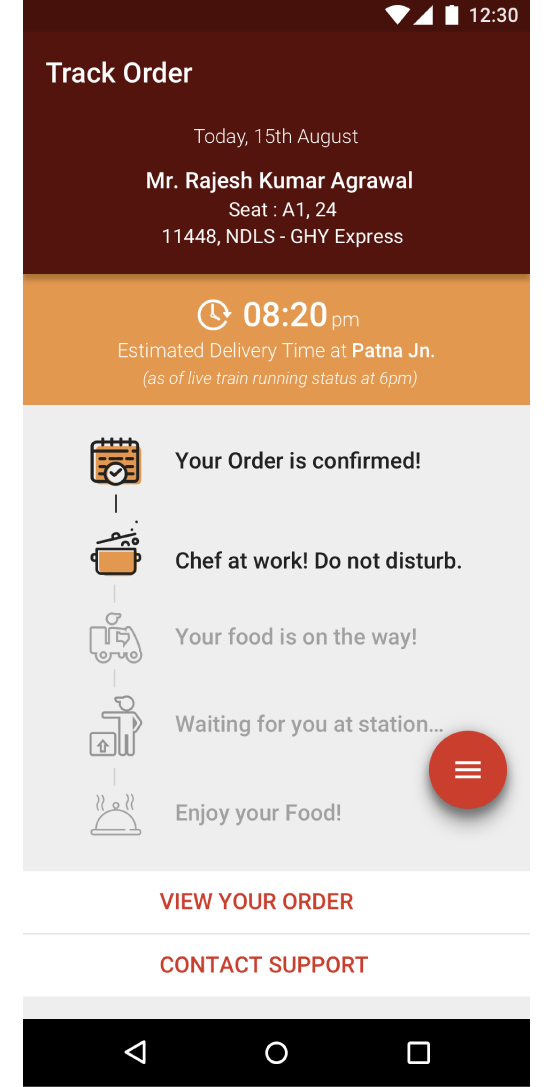 12:30
Track Order
Today, 15th August
Mr. Rajesh Kumar Agrawal
Seat : A1, 24
11448, NDLS - GHY Express
08:20 pm
Estimated Delivery Time at Patna Jn.
(as of live train running status at 6pm)
Your Order is confirmed!
Chef at work! Do not disturb.
Your food is on the way!
Waiting for you at station...
Enjoy your Food!
VIEW YOUR ORDER
CONTACT SUPPORT